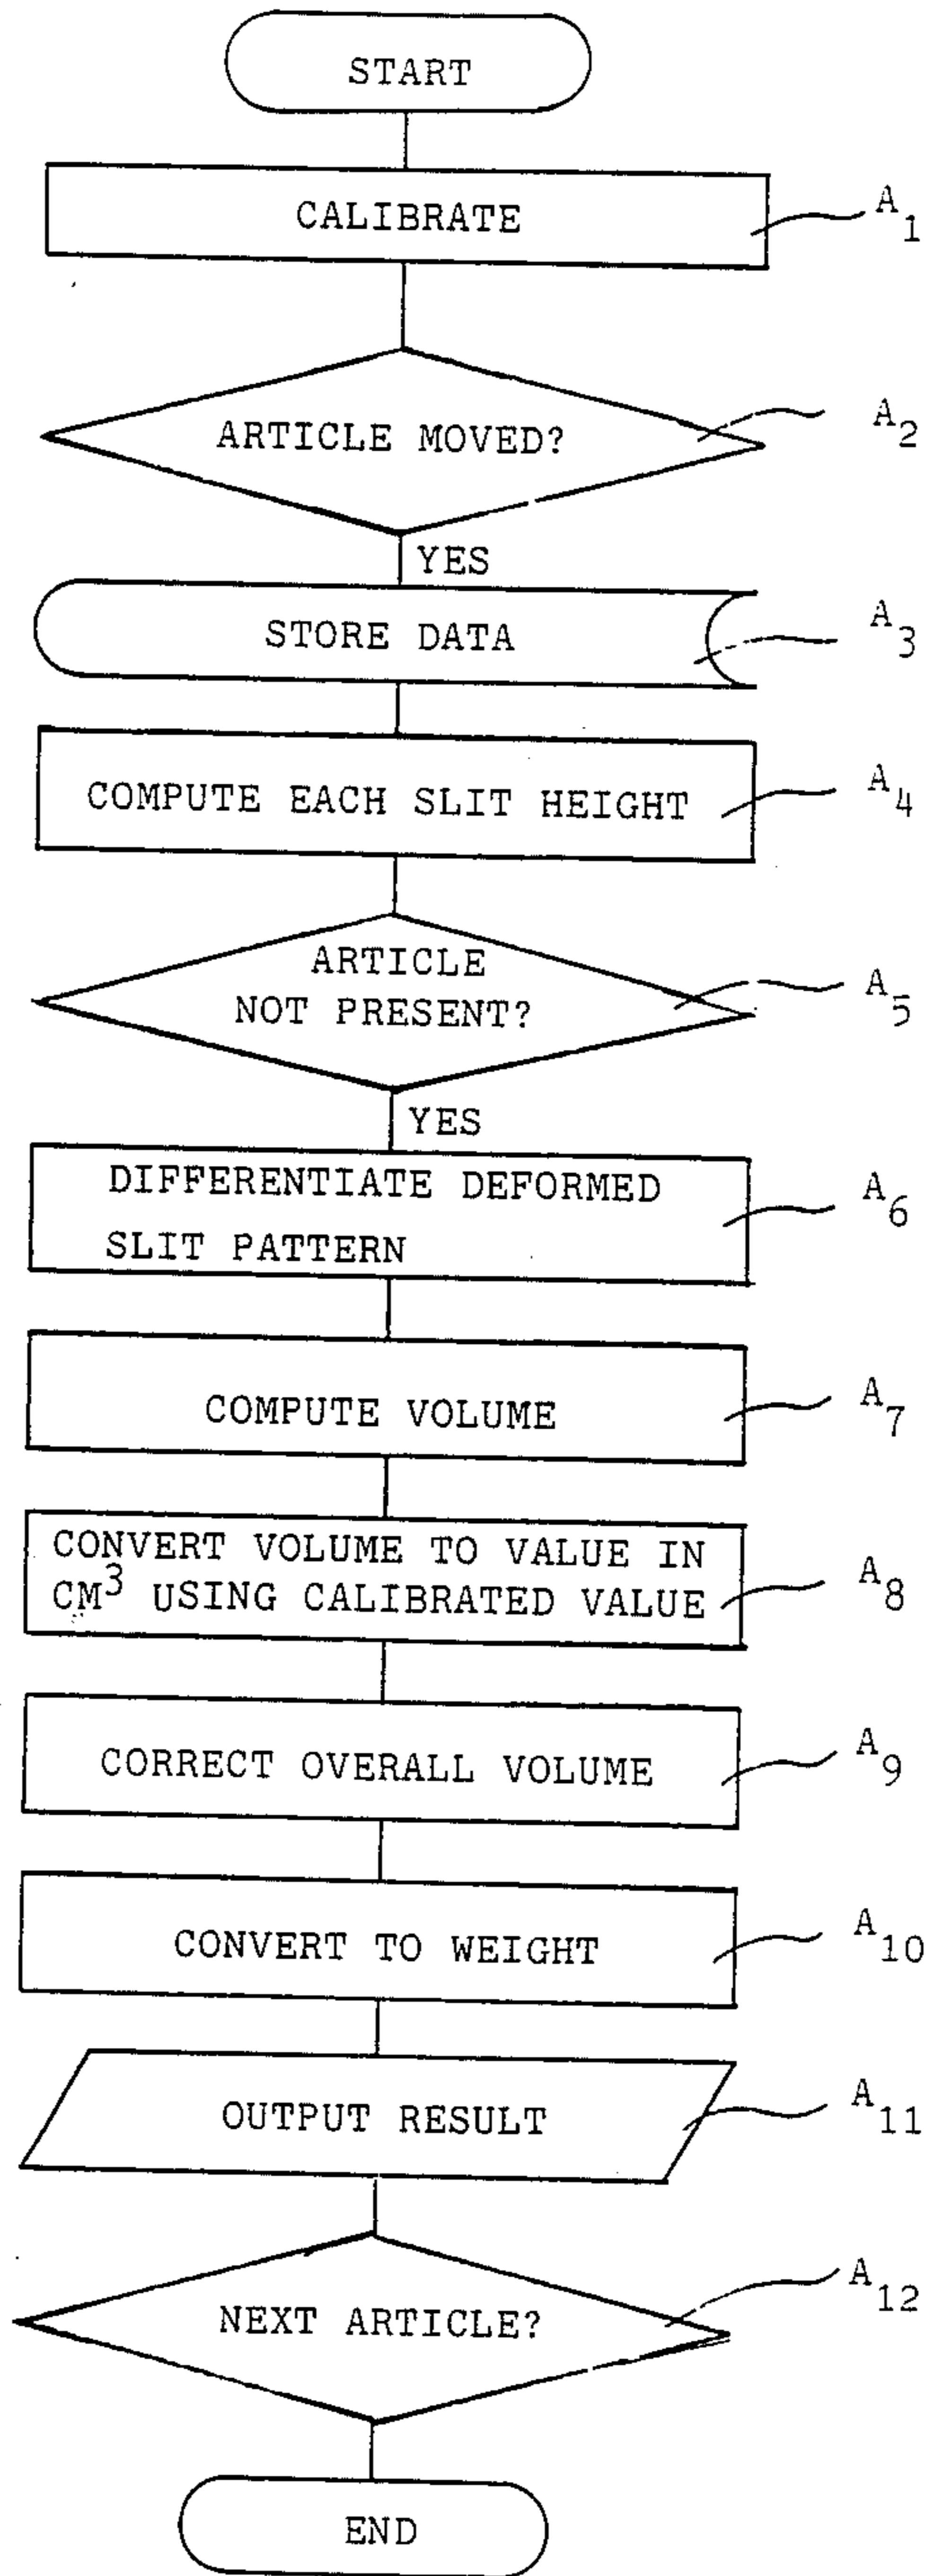 START
CALIBRATE
A1
ARTICLE MOVED?
A2
YES
STORE DATA
A3
COMPUTE EACH SLIT HEIGHT
A4
ARTICLE
NOT PRESENT?
A5
YES
DIFFERENTIATE DEFORMED
SLIT PATTERN
A6
COMPUTE VOLUME
A7
CONVERT VOLUME TO VALUE IN
CM³ USING CALIBRATED VALUE
A8
CORRECT OVERALL VOLUME
A9
CONVERT TO WEIGHT
A10
OUTPUT RESULT
A11
NEXT ARTICLE?
A12
END